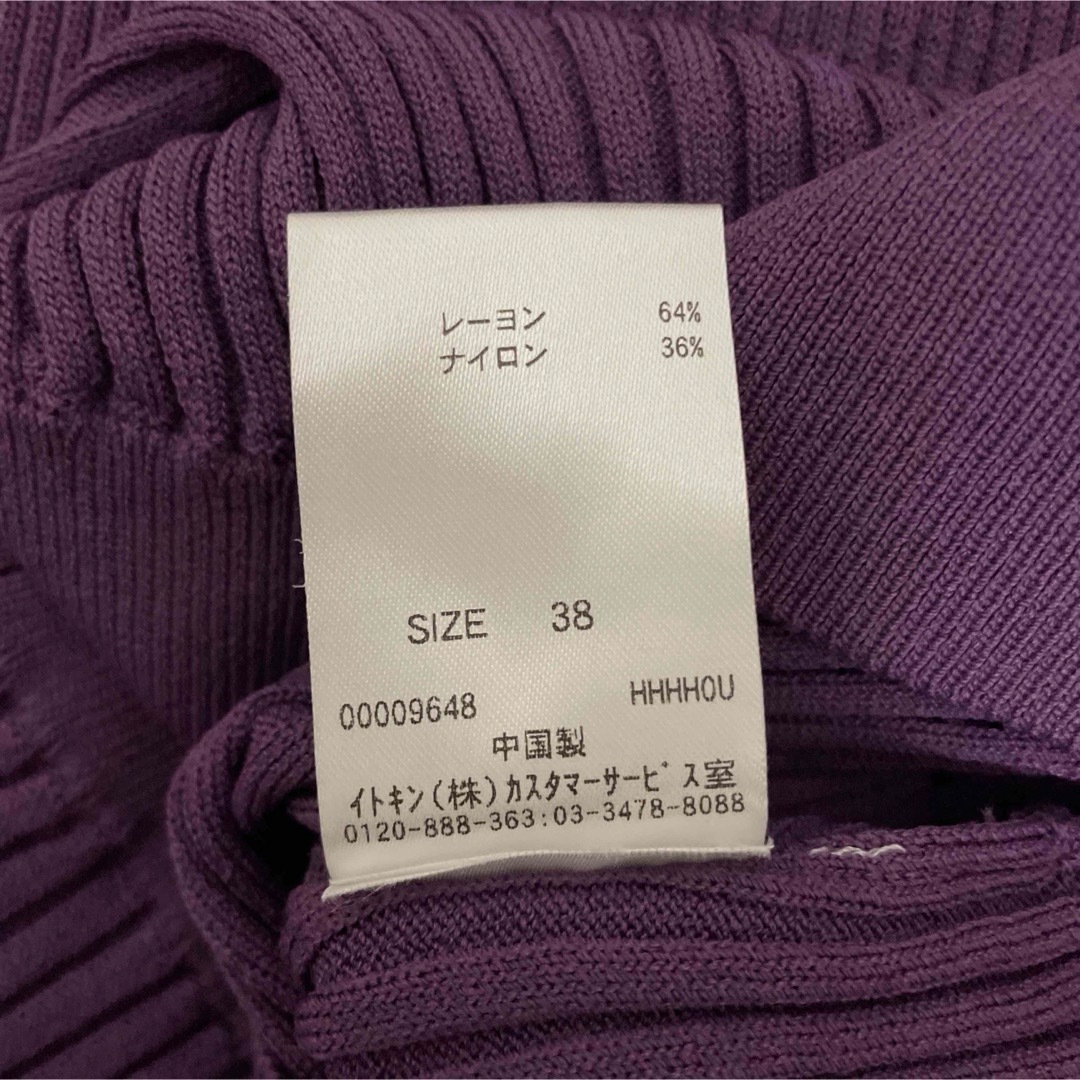 レーヨン 64%
ナイロン 36%
SIZE 38
00009648 HHHHOU
中国製
イトキン(株)カスタマーサービス室
0120-888-363:03-3478-8088